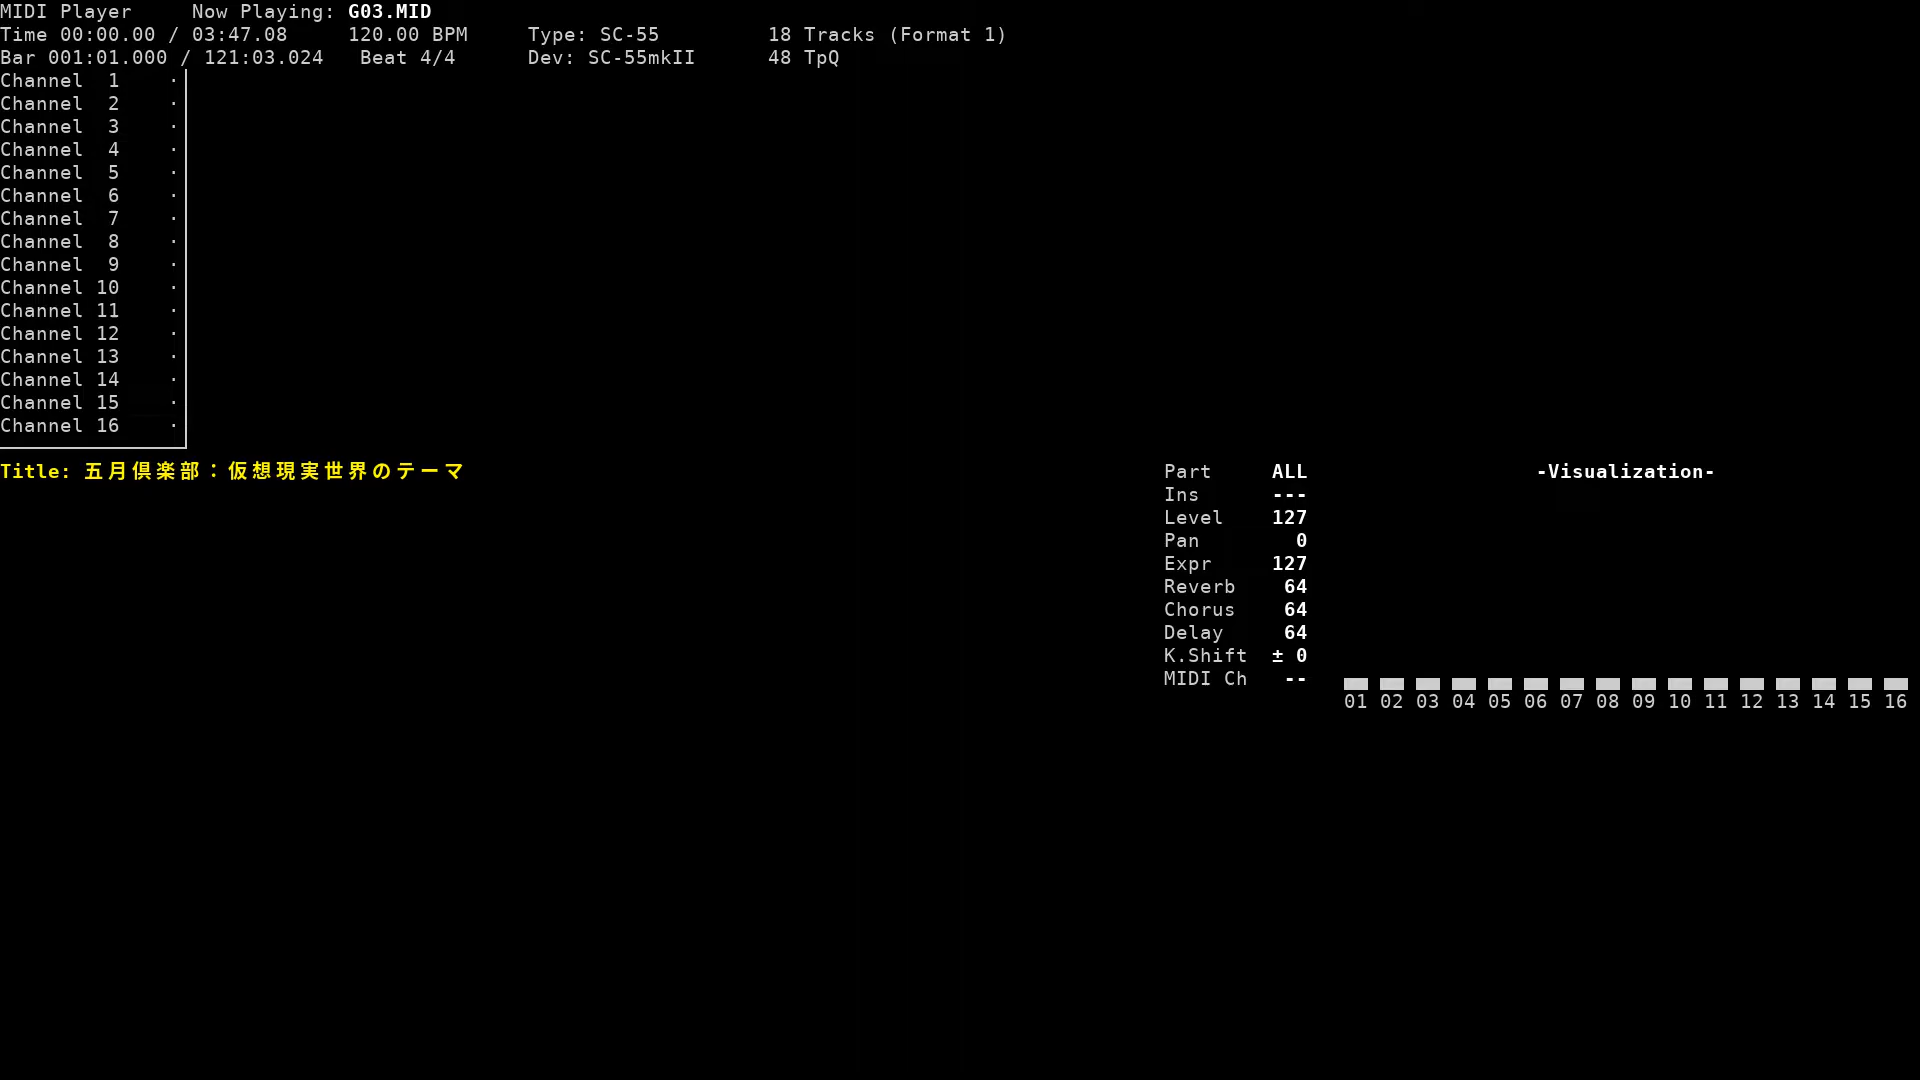 MIDI Player     Now Playing: G03.MID
Time 00:00.00 / 03:47.08     120.00 BPM     Type: SC-55         18 Tracks (Format 1)
Bar 001:01.000 / 121:03.024   Beat 4/4      Dev: SC-55mkII      48 TpQ
Channel  1    ·
Channel  2    ·
Channel  3    ·
Channel  4    ·
Channel  5    ·
Channel  6    ·
Channel  7    ·
Channel  8    ·
Channel  9    ·
Channel 10    ·
Channel 11    ·
Channel 12    ·
Channel 13    ·
Channel 14    ·
Channel 15    ·
Channel 16    ·
Title: 五月倶楽部：仮想現実世界のテーマ
Part     ALL
Ins      ---
Level    127
Pan        0
Expr     127
Reverb    64
Chorus    64
Delay     64
K.Shift  ± 0
MIDI Ch   --
-Visualization-
01 02 03 04 05 06 07 08 09 10 11 12 13 14 15 16